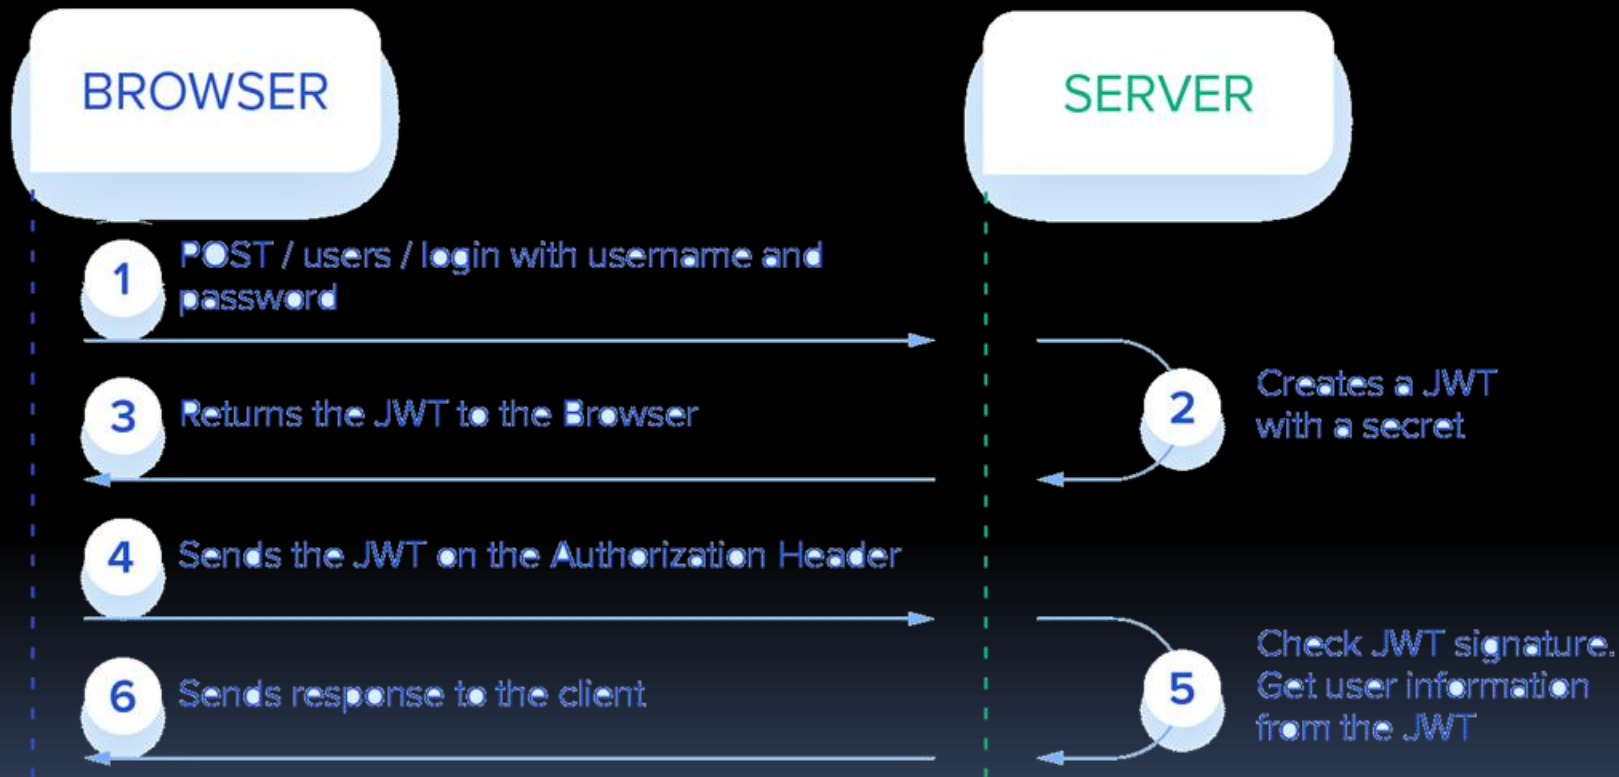 BROWSER
SERVER
1
POST / users / login with username and
password
2
Creates a JWT
with a secret
3
Returns the JWT to the Browser
4
Sends the JWT on the Authorization Header
5
Check JWT signature.
Get user information
from the JWT
6
Sends response to the client